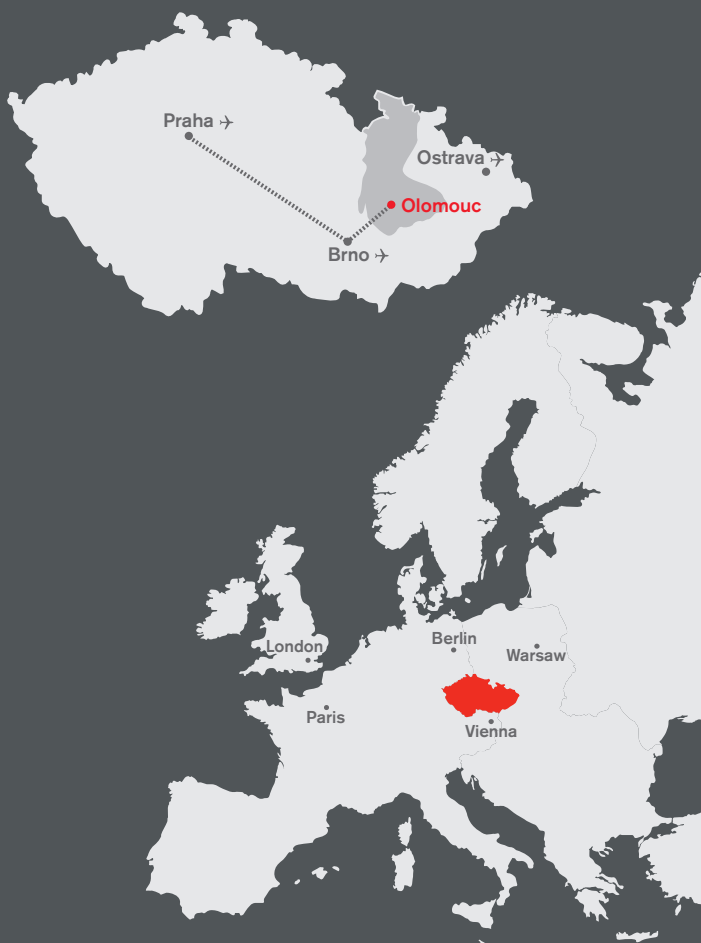 Praha
Ostrava
Olomouc
Brno
London
Berlin
Warsaw
Paris
Vienna